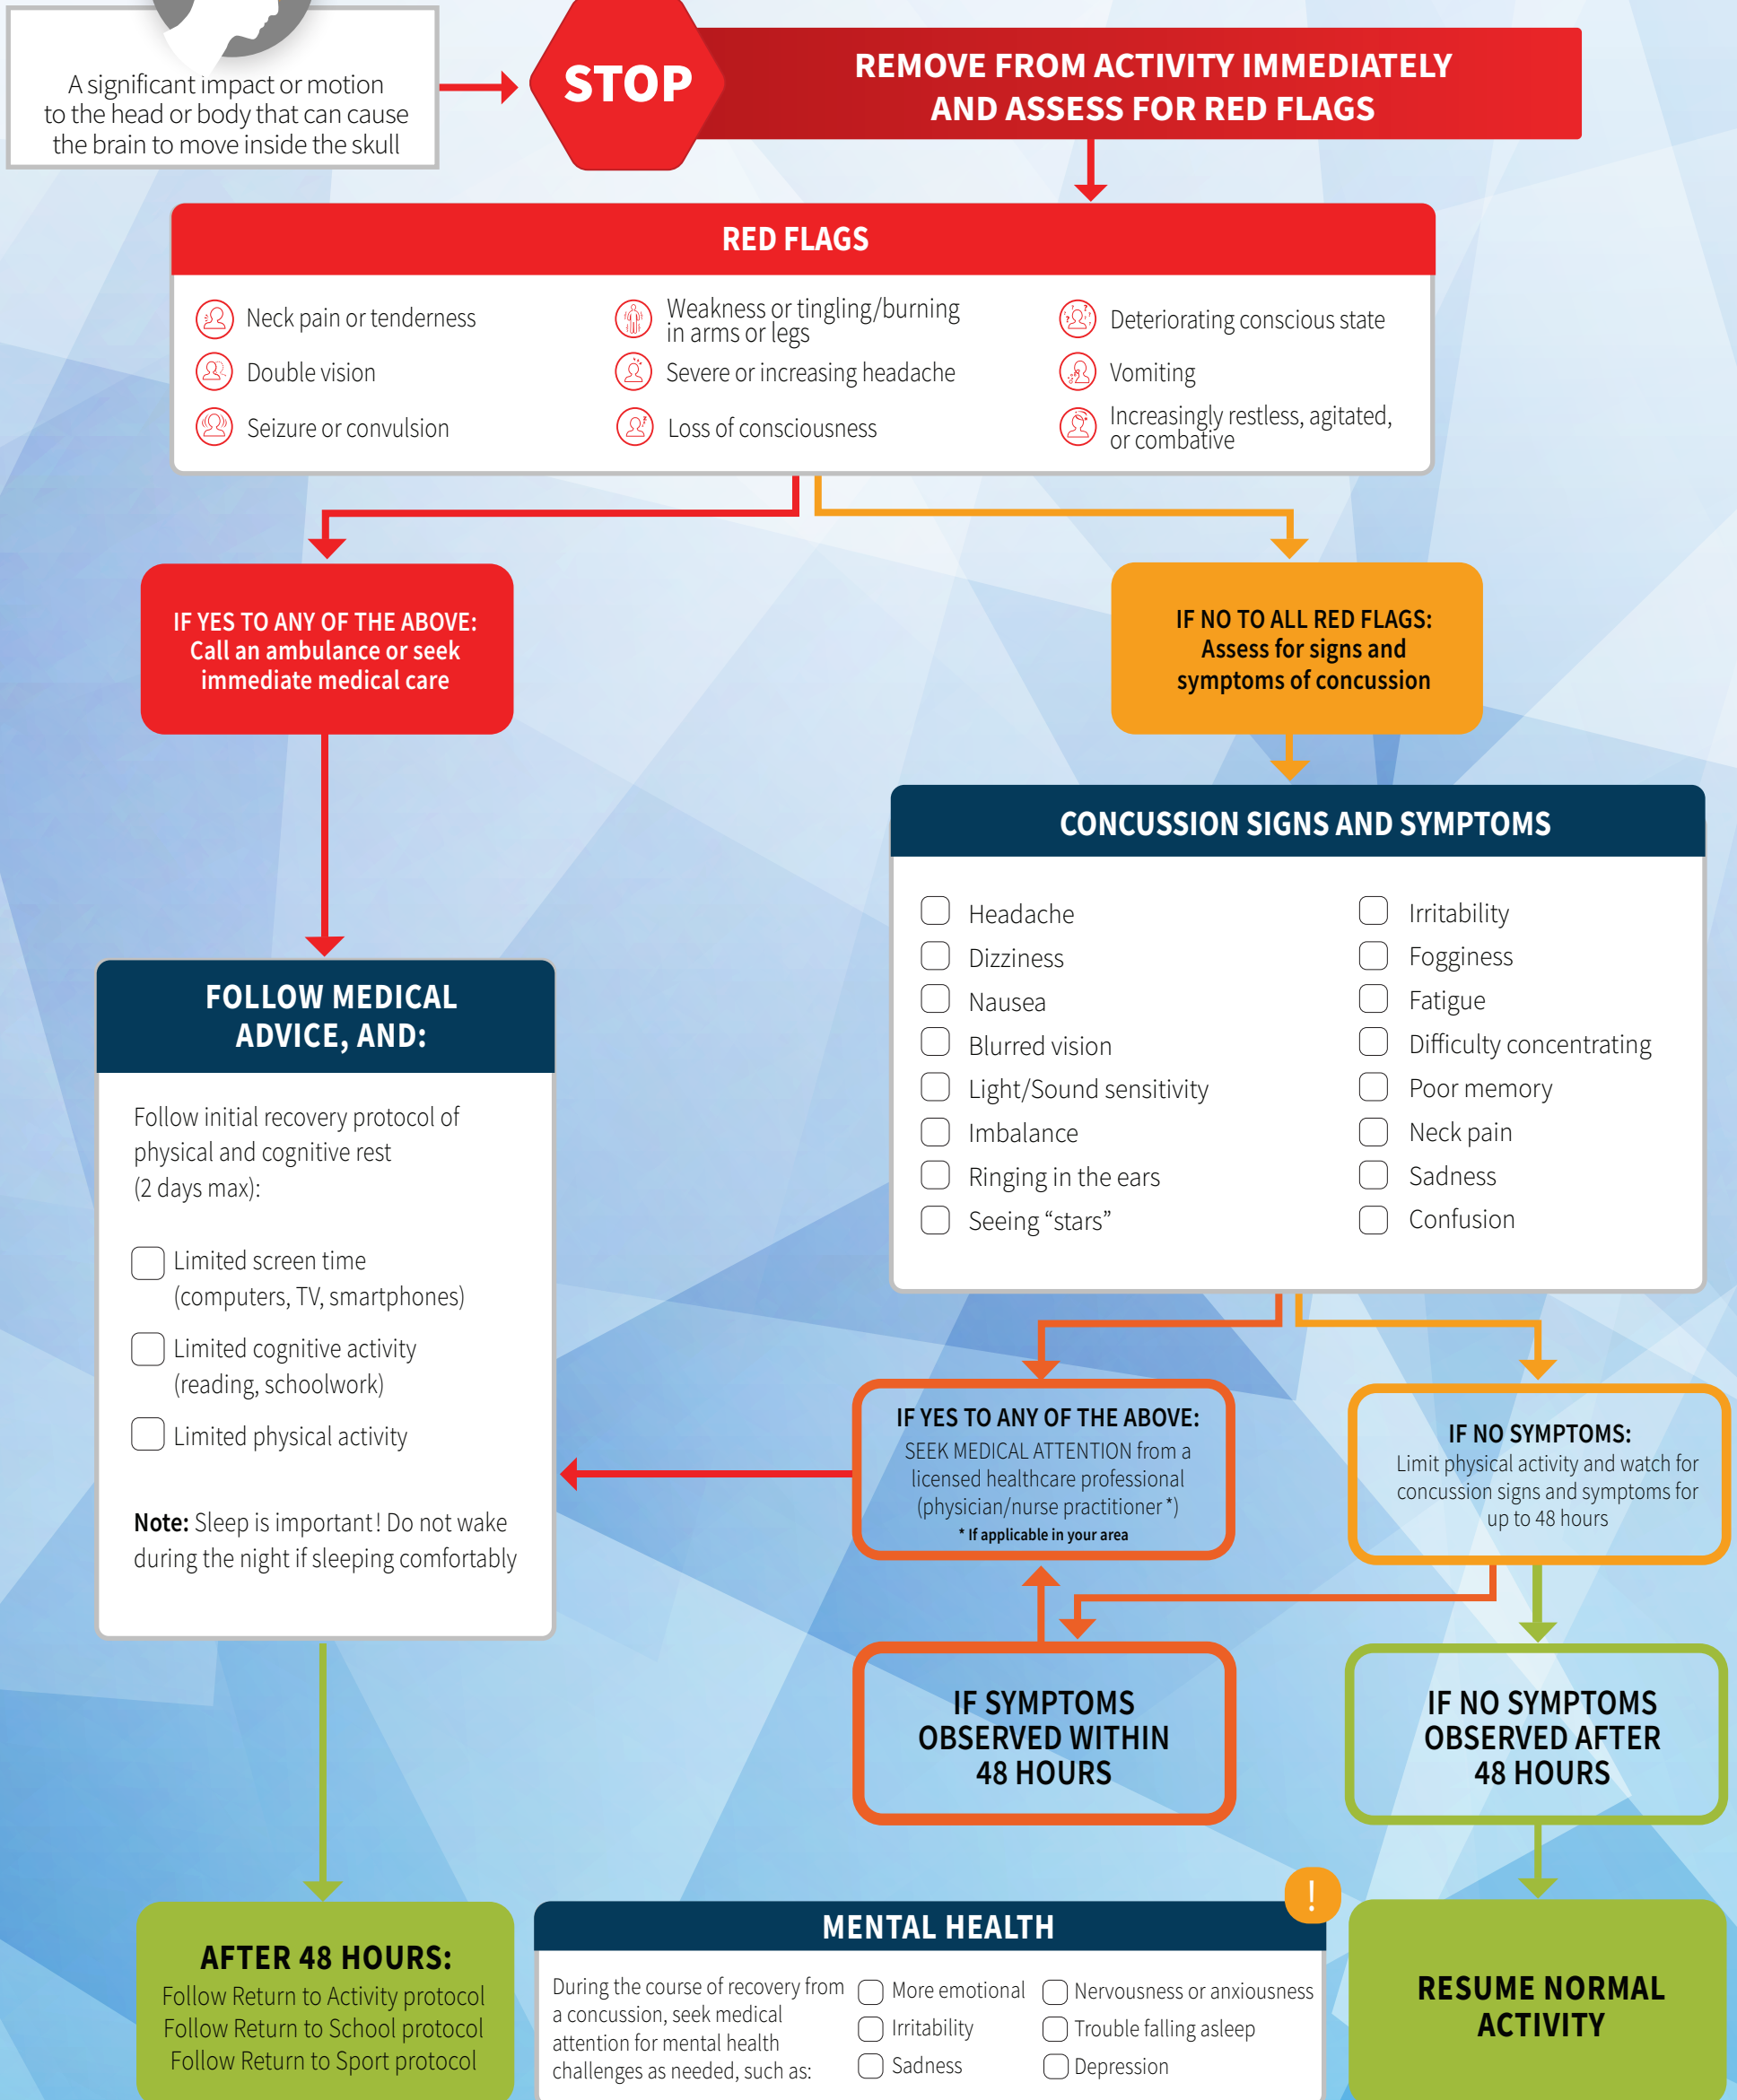 A significant impact or motion
to the head or body that can cause
the brain to move inside the skull
STOP
REMOVE FROM ACTIVITY IMMEDIATELY
AND ASSESS FOR RED FLAGS
RED FLAGS
Neck pain or tenderness
Double vision
Seizure or convulsion
Weakness or tingling/burning
in arms or legs
Severe or increasing headache
Loss of consciousness
Deteriorating conscious state
Vomiting
Increasingly restless, agitated,
or combative
IF YES TO ANY OF THE ABOVE:
Call an ambulance or seek
immediate medical care
IF NO TO ALL RED FLAGS:
Assess for signs and
symptoms of concussion
CONCUSSION SIGNS AND SYMPTOMS
Headache
Dizziness
Nausea
Blurred vision
Light/Sound sensitivity
Imbalance
Ringing in the ears
Seeing “stars”
Irritability
Fogginess
Fatigue
Difficulty concentrating
Poor memory
Neck pain
Sadness
Confusion
FOLLOW MEDICAL
ADVICE, AND:
Follow initial recovery protocol of
physical and cognitive rest
(2 days max):
Limited screen time
(computers, TV, smartphones)
Limited cognitive activity
(reading, schoolwork)
Limited physical activity
Note: Sleep is important! Do not wake
during the night if sleeping comfortably
IF YES TO ANY OF THE ABOVE:
SEEK MEDICAL ATTENTION from a
licensed healthcare professional
(physician/nurse practitioner*)
* If applicable in your area
IF NO SYMPTOMS:
Limit physical activity and watch for
concussion signs and symptoms for
up to 48 hours
IF SYMPTOMS
OBSERVED WITHIN
48 HOURS
IF NO SYMPTOMS
OBSERVED AFTER
48 HOURS
AFTER 48 HOURS:
Follow Return to Activity protocol
Follow Return to School protocol
Follow Return to Sport protocol
!
MENTAL HEALTH
During the course of recovery from
a concussion, seek medical
attention for mental health
challenges as needed, such as:
More emotional
Irritability
Sadness
Nervousness or anxiousness
Trouble falling asleep
Depression
RESUME NORMAL
ACTIVITY